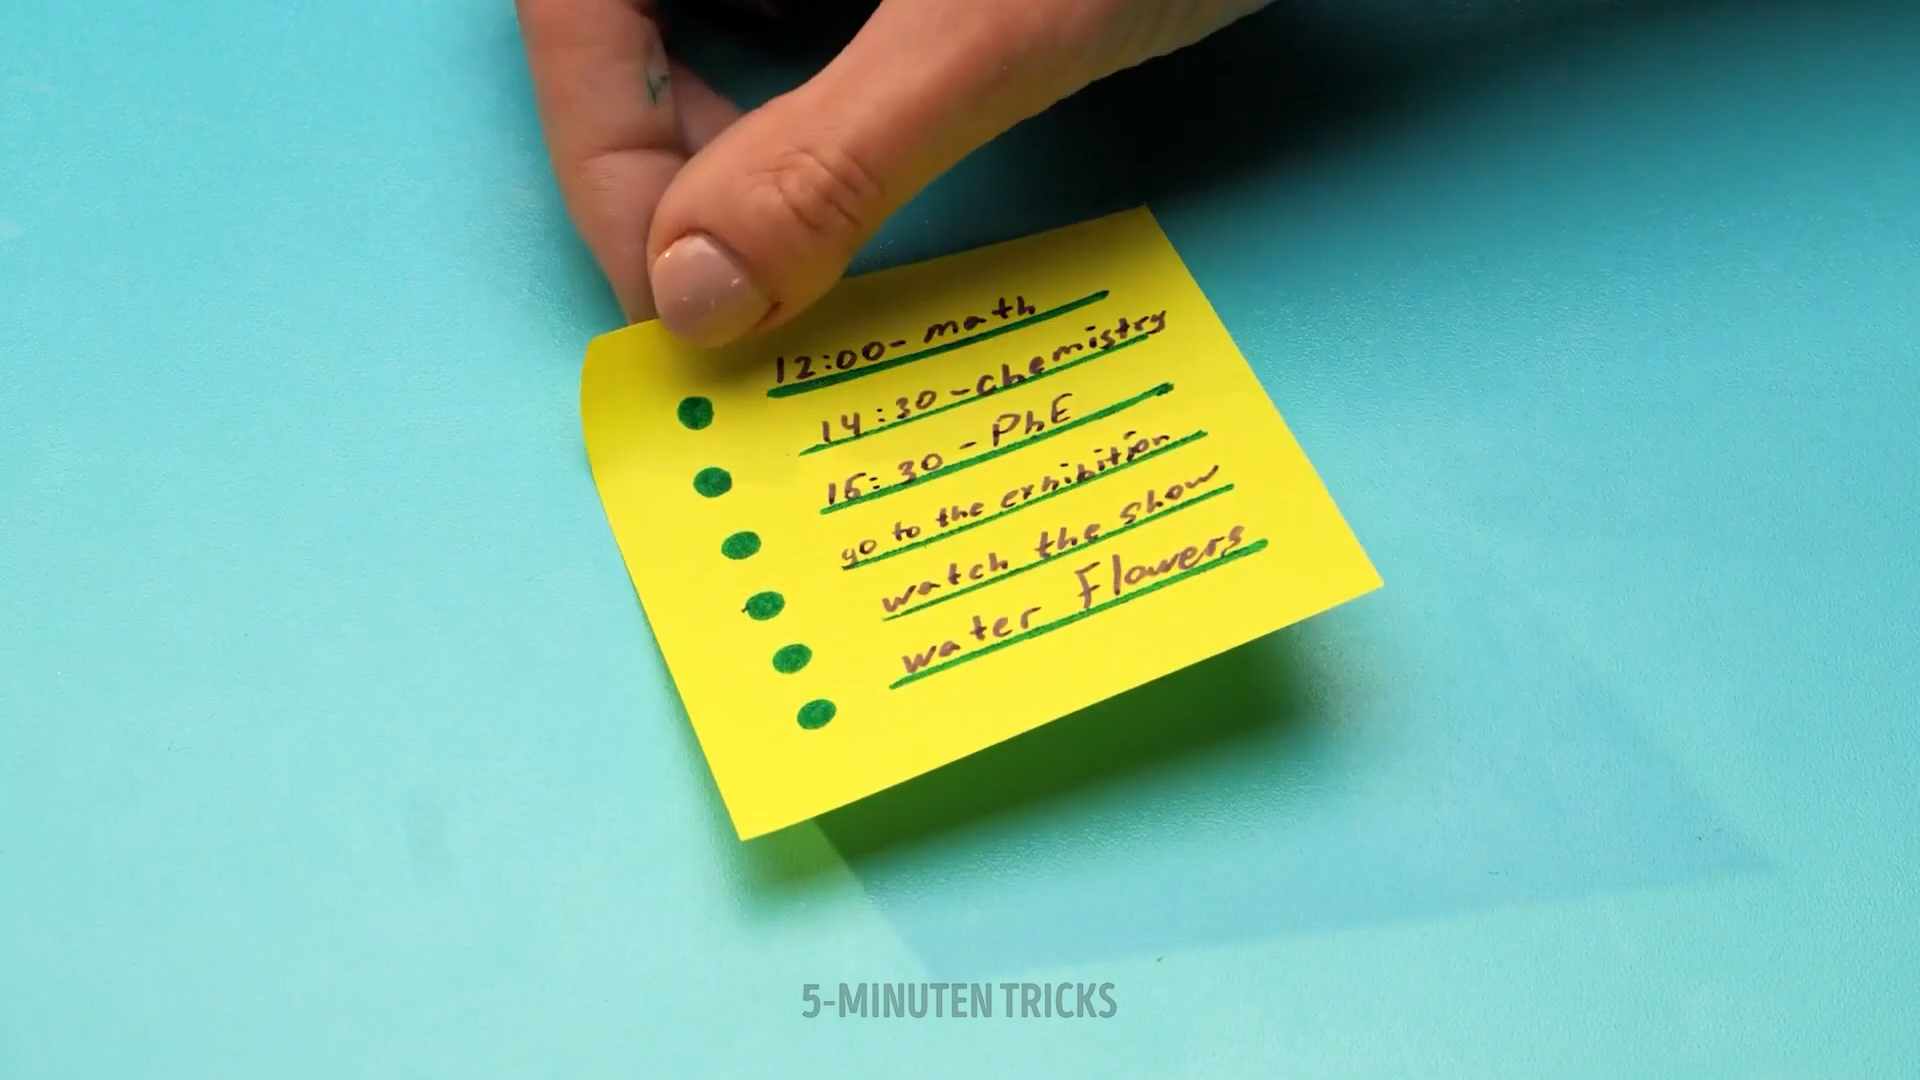 12:00- math
14:30-chemistry
15:30-PhE
go to the exhibition
watch the show
water Flowers
5-MINUTEN TRICKS